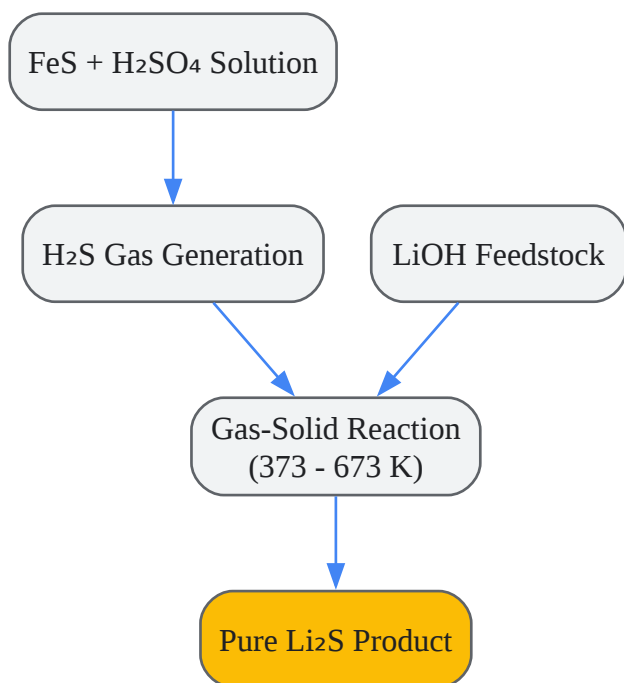 FeS + H₂SO₄ Solution
H₂S Gas Generation
LiOH Feedstock
Gas-Solid Reaction
(373 - 673 K)
Pure Li₂S Product